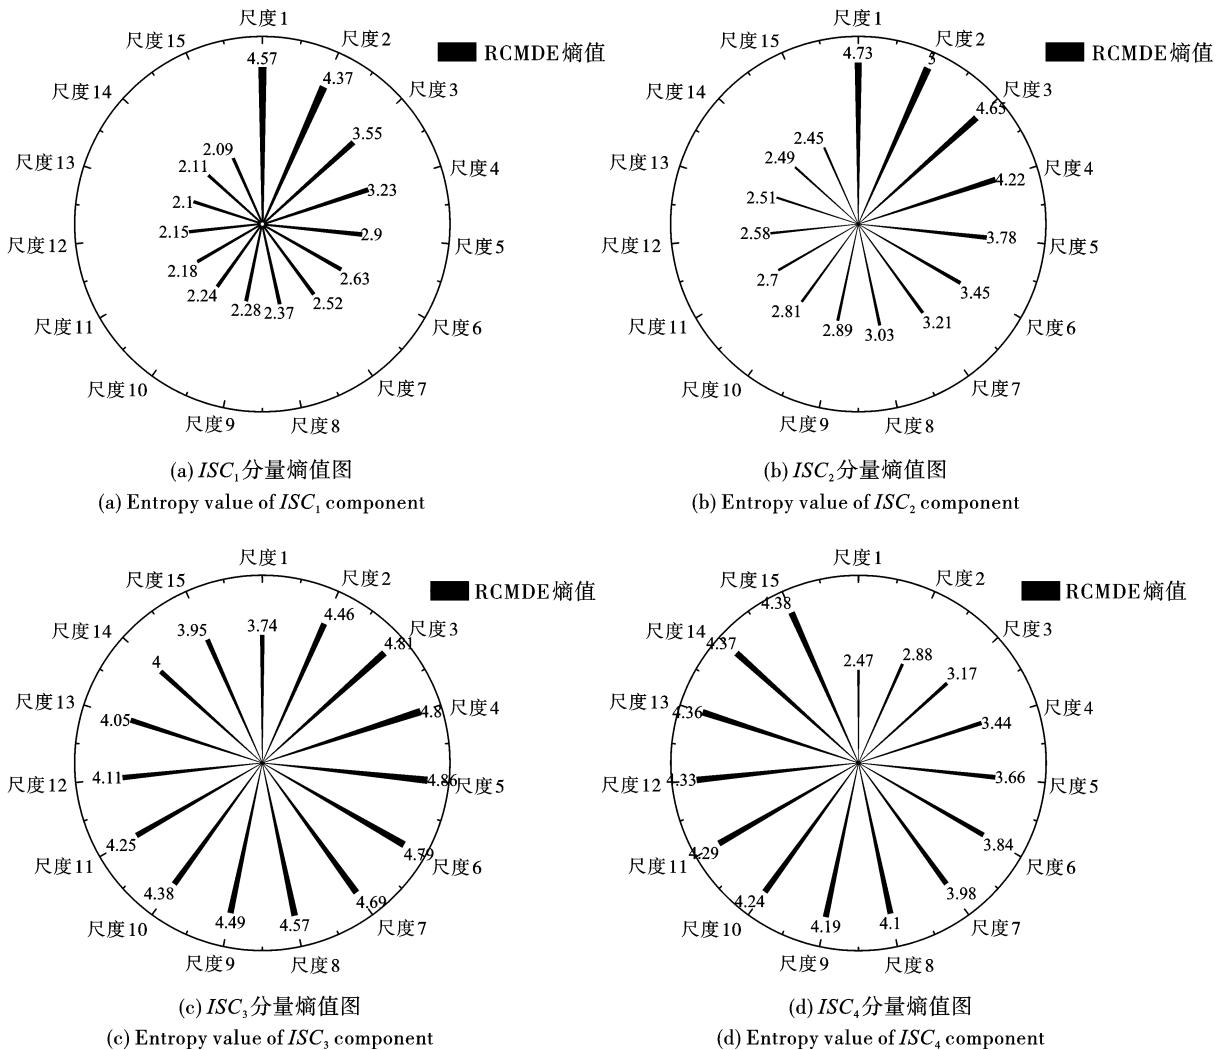 尺度1
尺度2
尺度3
尺度4
尺度5
尺度6
尺度7
尺度8
尺度9
尺度10
尺度11
尺度12
尺度13
尺度14
尺度15
RCMDE熵值
4.57
4.37
3.55
3.23
2.9
2.63
2.52
2.37
2.28
2.24
2.18
2.15
2.1
2.11
2.09
(a) ISC₁分量熵值图
(a) Entropy value of ISC₁ component
尺度1
尺度2
尺度3
尺度4
尺度5
尺度6
尺度7
尺度8
尺度9
尺度10
尺度11
尺度12
尺度13
尺度14
尺度15
RCMDE熵值
4.73
5
4.65
4.22
3.78
3.45
3.21
3.03
2.89
2.81
2.7
2.58
2.51
2.49
2.45
(b) ISC₂分量熵值图
(b) Entropy value of ISC₂ component
尺度1
尺度2
尺度3
尺度4
尺度5
尺度6
尺度7
尺度8
尺度9
尺度10
尺度11
尺度12
尺度13
尺度14
尺度15
RCMDE熵值
3.74
4.46
4.81
4.8
4.86
4.79
4.69
4.57
4.49
4.38
4.25
4.11
4.05
4
3.95
(c) ISC₃分量熵值图
(c) Entropy value of ISC₃ component
尺度1
尺度2
尺度3
尺度4
尺度5
尺度6
尺度7
尺度8
尺度9
尺度10
尺度11
尺度12
尺度13
尺度14
尺度15
RCMDE熵值
2.47
2.88
3.17
3.44
3.66
3.84
3.98
4.1
4.19
4.24
4.29
4.33
4.36
4.37
4.38
(d) ISC₄分量熵值图
(d) Entropy value of ISC₄ component